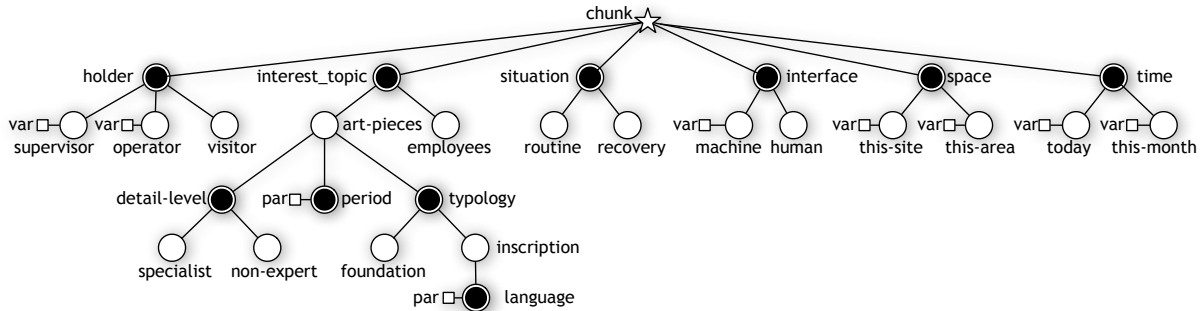 chunk
holder
interest_topic
situation
interface
space
time
var
var
art-pieces
var
var
var
var
var
supervisor
operator
visitor
employees
routine
recovery
machine
human
this-site
this-area
today
this-month
detail-level
par
period
typology
inscription
specialist
non-expert
foundation
par
language